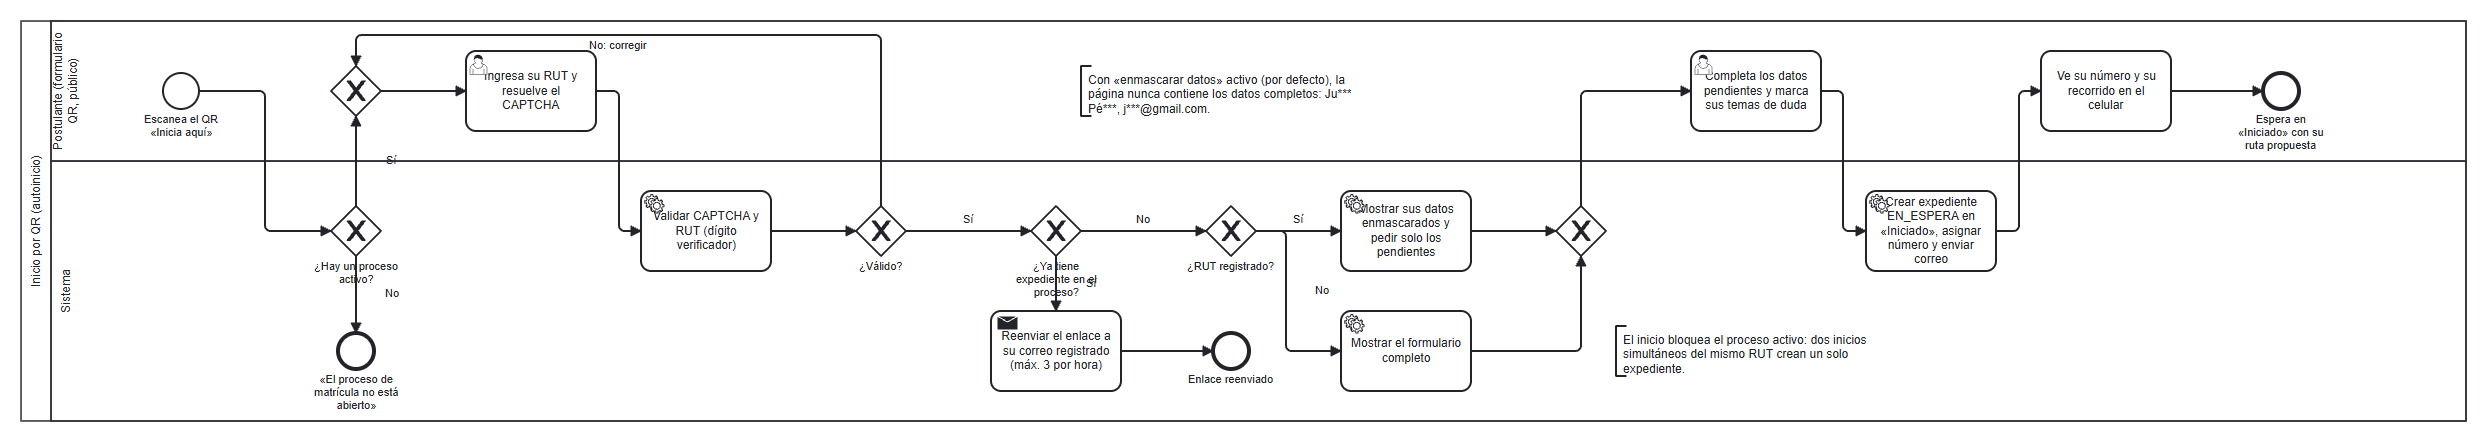 Inicio por QR (autoinicio)
Postulante (formulario
QR, público)
Sistema
Escanea el QR
«Inicia aquí»
¿Hay un proceso
activo?
Sí
No
«El proceso de
matrícula no está
abierto»
Ingresa su RUT y
resuelve el
CAPTCHA
No: corregir
Validar CAPTCHA y
RUT (dígito
verificador)
¿Válido?
Sí
¿Ya tiene
expediente en el
proceso?
Sí
No
Reenviar el enlace a
su correo registrado
(máx. 3 por hora)
Enlace reenviado
Con «enmascarar datos» activo (por defecto), la
página nunca contiene los datos completos: Ju***
Pé***, j***@gmail.com.
¿RUT registrado?
Sí
No
Mostrar sus datos
enmascarados y
pedir solo los
pendientes
Mostrar el formulario
completo
El inicio bloquea el proceso activo: dos inicios
simultáneos del mismo RUT crean un solo
expediente.
Completa los datos
pendientes y marca
sus temas de duda
Crear expediente
EN_ESPERA en
«Iniciado», asignar
número y enviar
correo
Ve su número y su
recorrido en el
celular
Espera en
«Iniciado» con su
ruta propuesta